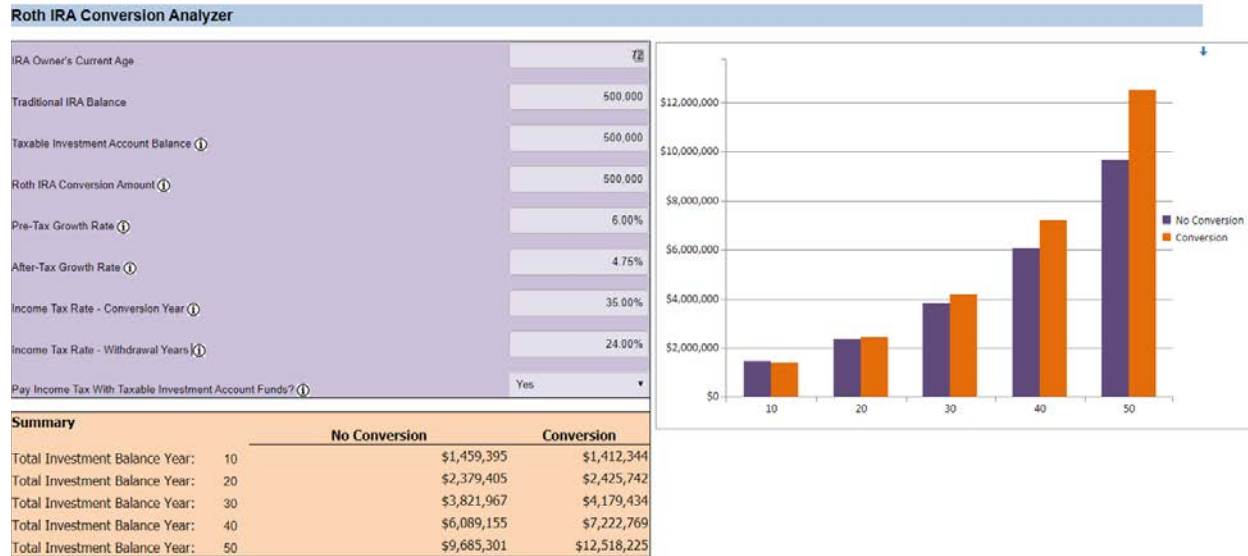 Roth IRA Conversion Analyzer
IRA Owner's Current Age 72
Traditional IRA Balance 500,000
Taxable Investment Account Balance ⓘ 500,000
Roth IRA Conversion Amount ⓘ 500,000
Pre-Tax Growth Rate ⓘ 6.00%
After-Tax Growth Rate ⓘ 4.75%
Income Tax Rate - Conversion Year ⓘ 35.00%
Income Tax Rate - Withdrawal Years ⓘ 24.00%
Pay Income Tax With Taxable Investment Account Funds? ⓘ Yes
$12,000,000
$10,000,000
$8,000,000
$6,000,000
$4,000,000
$2,000,000
$0
10 20 30 40 50
No Conversion
Conversion
Summary
No Conversion Conversion
Total Investment Balance Year: 10 $1,459,395 $1,412,344
Total Investment Balance Year: 20 $2,379,405 $2,425,742
Total Investment Balance Year: 30 $3,821,967 $4,179,434
Total Investment Balance Year: 40 $6,089,155 $7,222,769
Total Investment Balance Year: 50 $9,685,301 $12,518,225